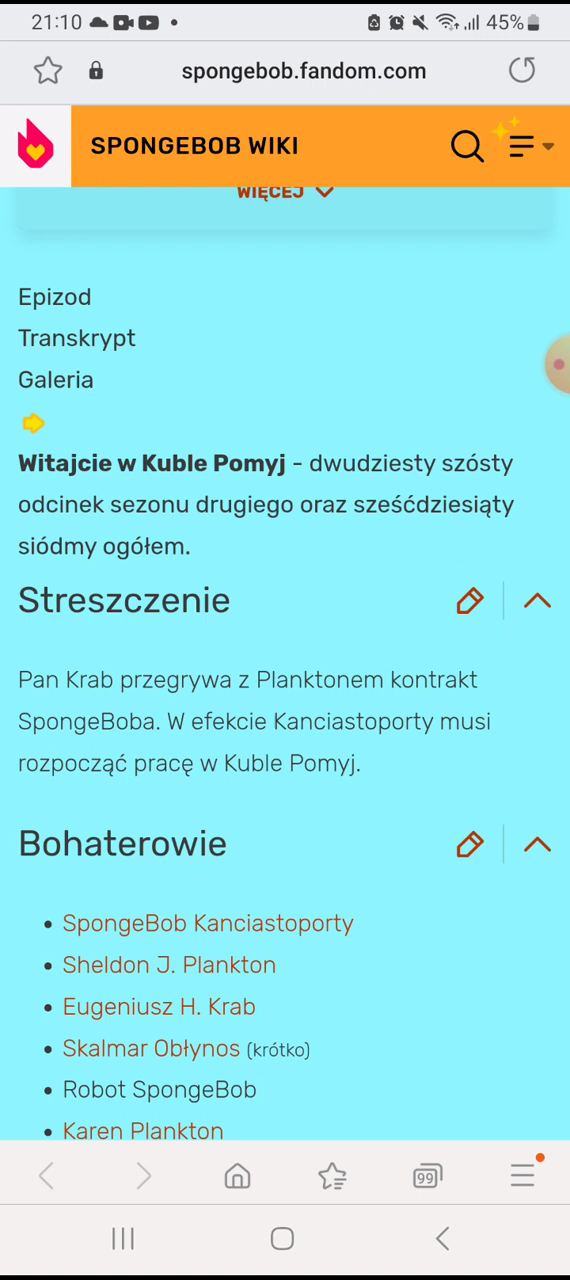 21:10
45%
spongebob.fandom.com
SPONGEBOB WIKI
WIĘCEJ
Epizod
Transkrypt
Galeria
Witajcie w Kuble Pomyj - dwudziesty szósty
odcinek sezonu drugiego oraz sześćdziesiąty
siódmy ogółem.
Streszczenie
Pan Krab przegrywa z Planktonem kontrakt
SpongeBoba. W efekcie Kanciastoporty musi
rozpocząć pracę w Kuble Pomyj.
Bohaterowie
• SpongeBob Kanciastoporty
• Sheldon J. Plankton
• Eugeniusz H. Krab
• Skalmar Obłynos (krótko)
• Robot SpongeBob
• Karen Plankton
99